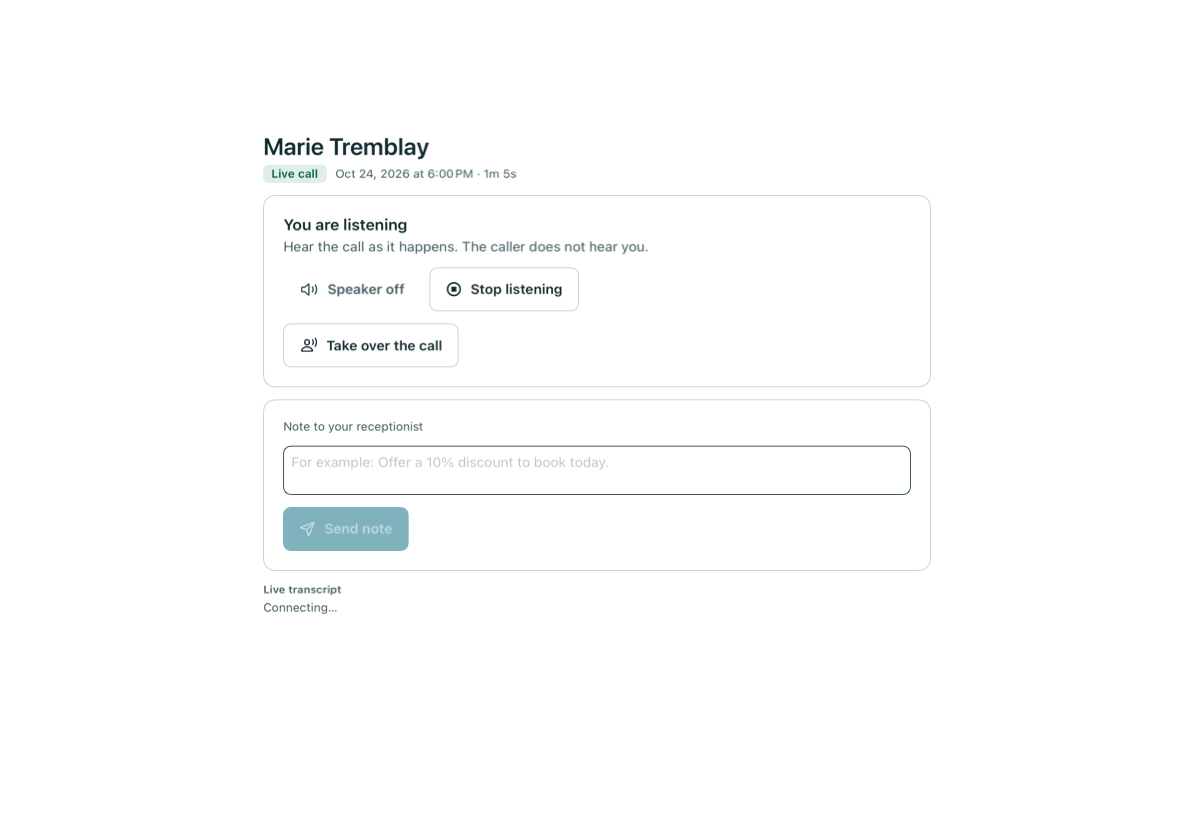 Marie Tremblay
Live call Oct 24, 2026 at 6:00 PM · 1m 5s
You are listening
Hear the call as it happens. The caller does not hear you.
Speaker off Stop listening
Take over the call
Note to your receptionist
For example: Offer a 10% discount to book today.
Send note
Live transcript
Connecting…